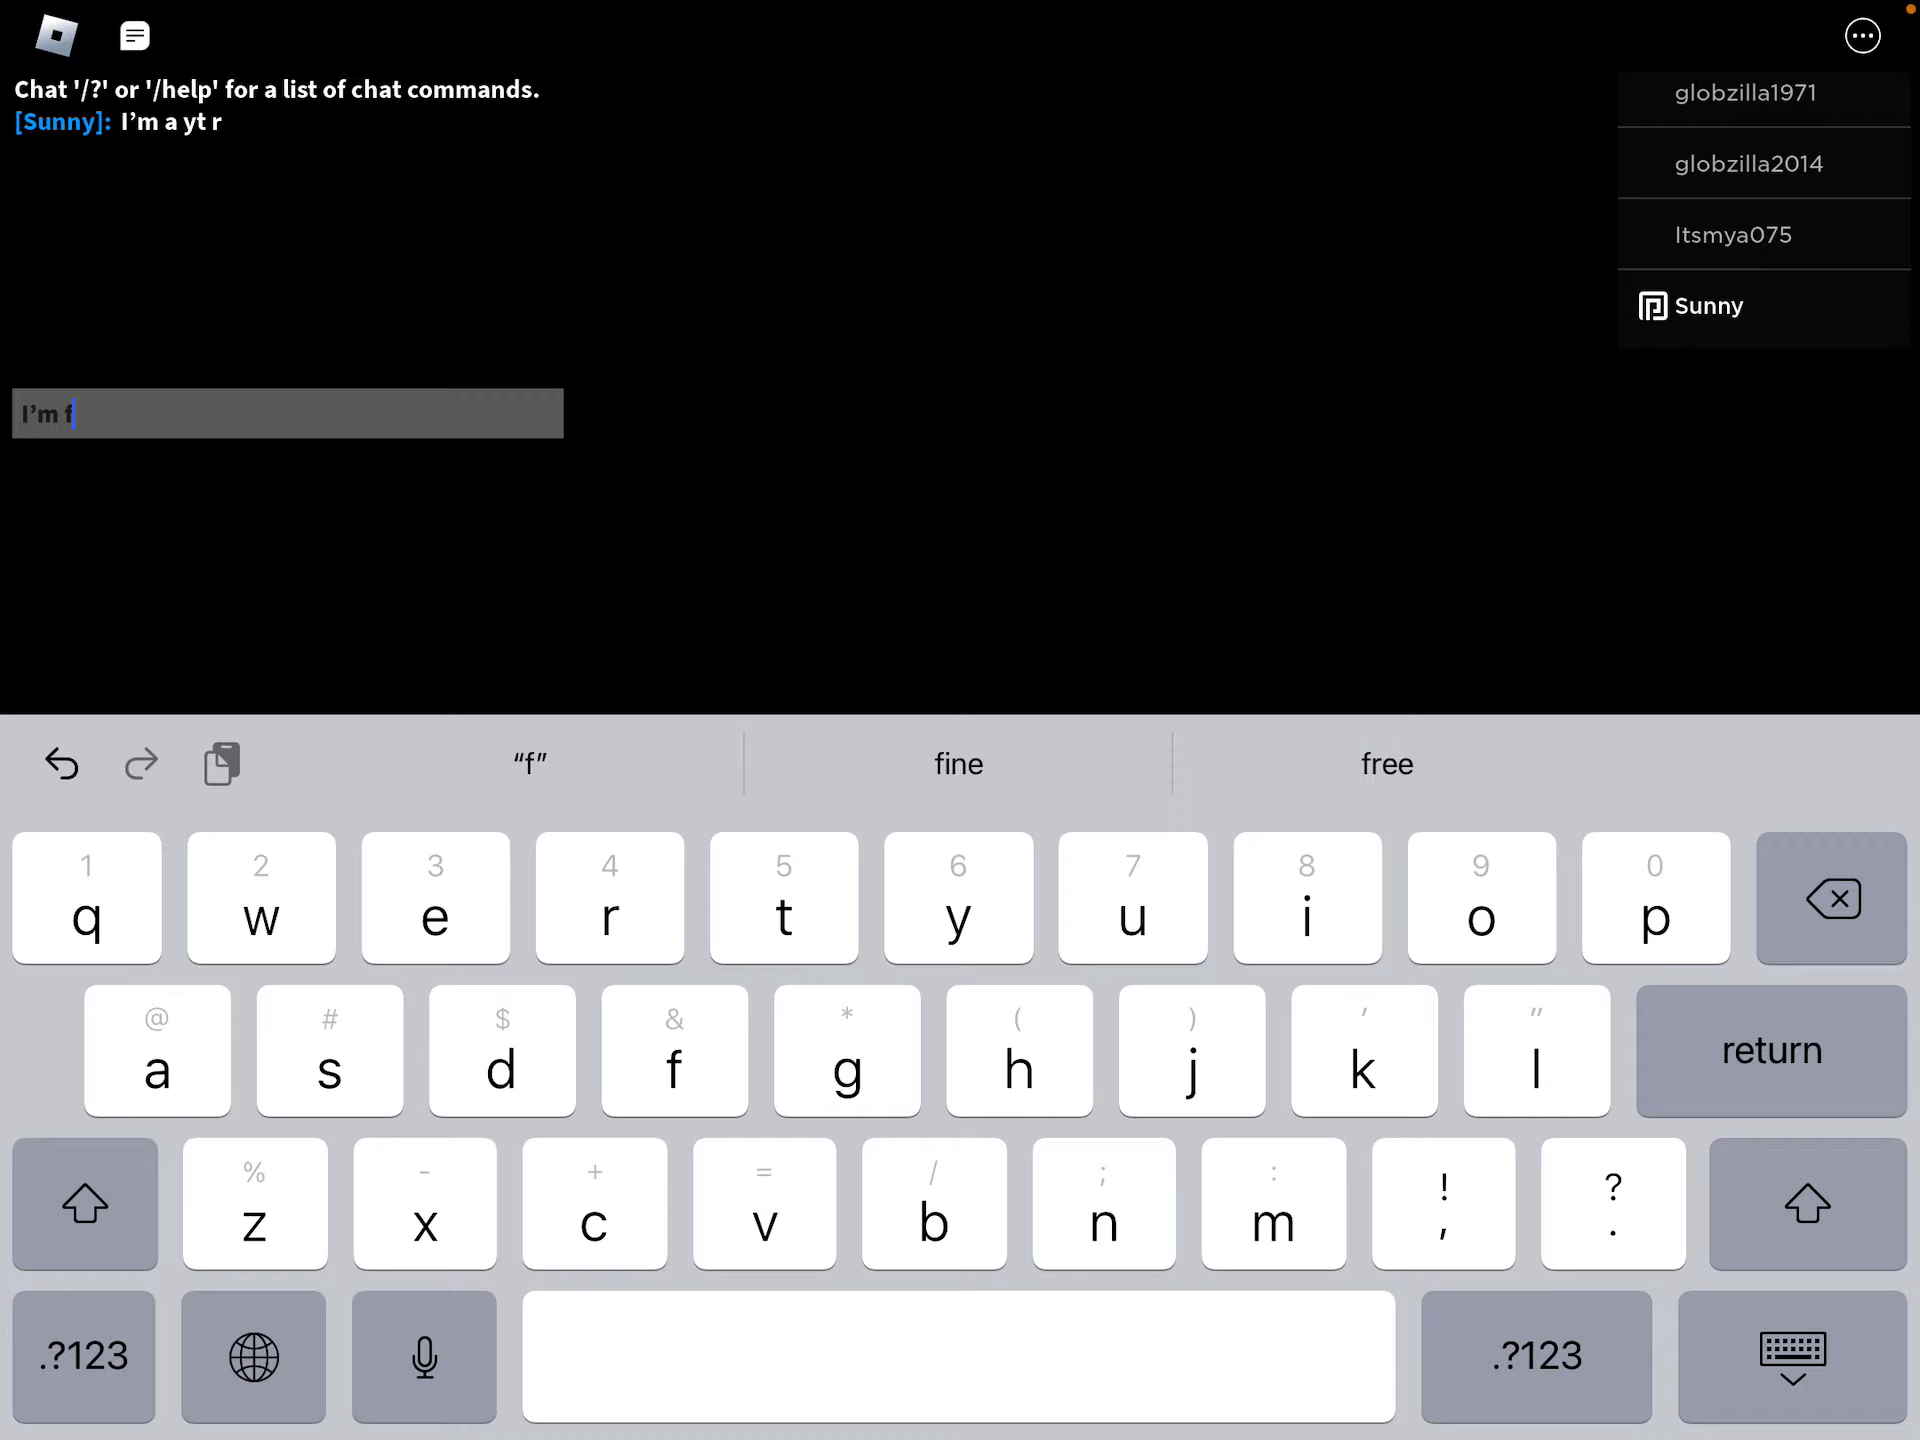 Chat '/?' or '/help' for a list of chat commands.
[Sunny]: I’m a yt r
globzilla1971
globzilla2014
Itsmya075
Sunny
I’m f
“f” fine free
1 2 3 4 5 6 7 8 9 0
q w e r t y u i o p
@ # $ & * ( ) ' "
a s d f g h j k l return
% - + = / ; : ! ?
z x c v b n m , .
.?123 .?123